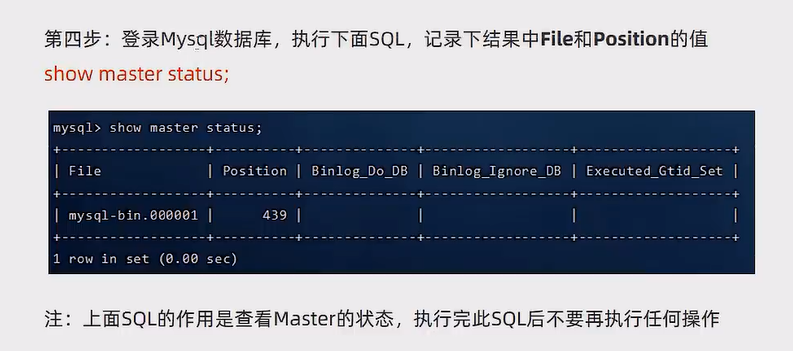 第四步：登录Mysql数据库，执行下面SQL，记录下结果中File和Position的值
show master status;
mysql> show master status;
+------------------+----------+--------------+------------------+-------------------+
| File             | Position | Binlog_Do_DB | Binlog_Ignore_DB | Executed_Gtid_Set |
+------------------+----------+--------------+------------------+-------------------+
| mysql-bin.000001 |      439 |              |                  |                   |
+------------------+----------+--------------+------------------+-------------------+
1 row in set (0.00 sec)
注：上面SQL的作用是查看Master的状态，执行完此SQL后不要再执行任何操作